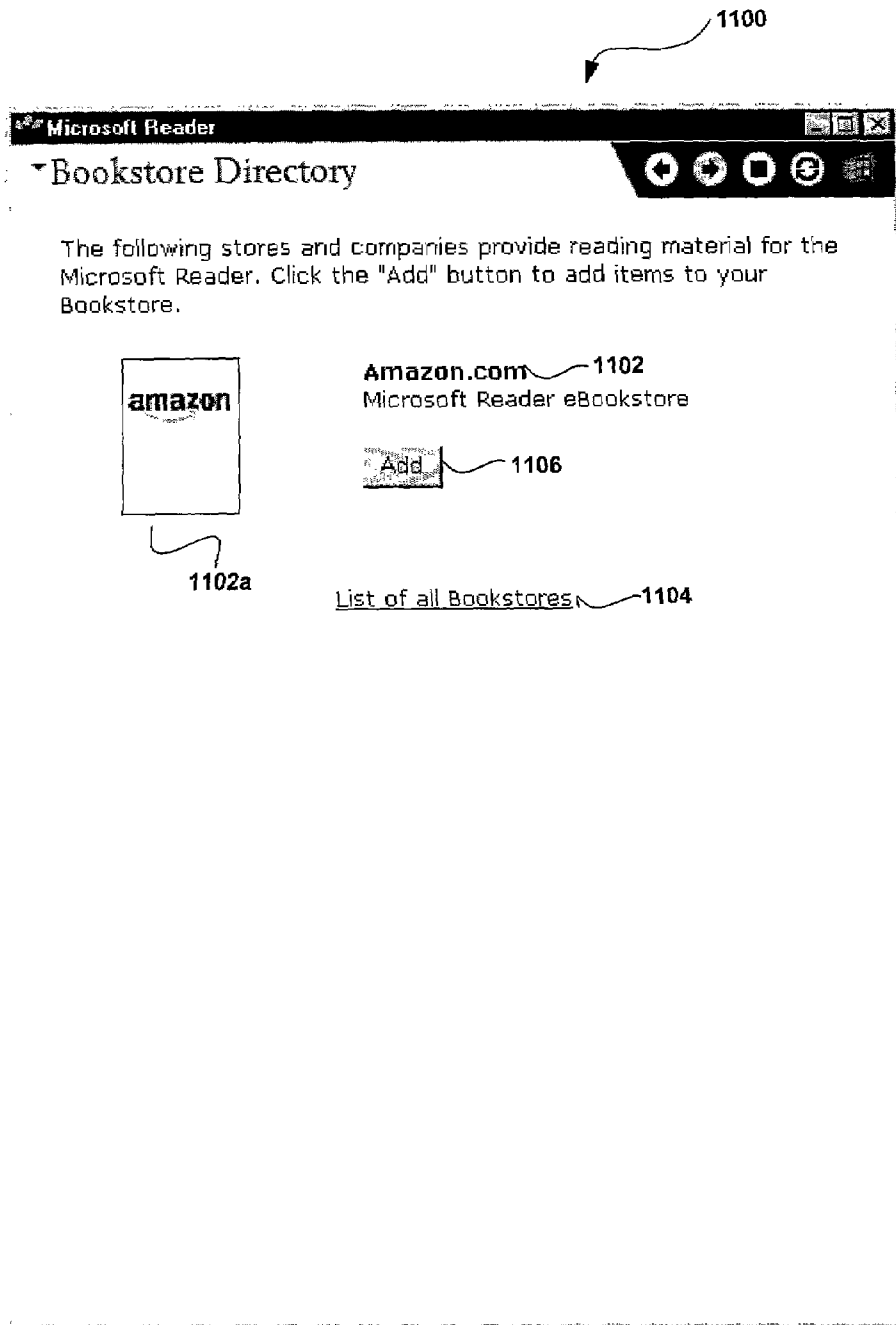 1100
Microsoft Reader
Bookstore Directory
The following stores and companies provide reading material for the
Microsoft Reader. Click the "Add" button to add items to your
Bookstore.
amazon
Amazon.com 1102
Microsoft Reader eBookstore
Add 1106
1102a
List of all Bookstores 1104